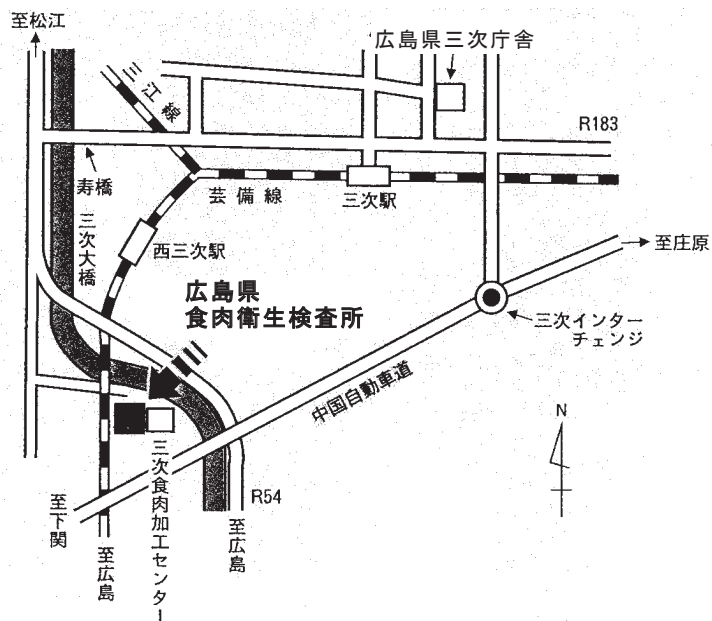 至松江
広島県三次庁舎
三江線
R183
寿橋
芸備線
三次駅
三次大橋
西三次駅
至庄原
広島県
食肉衛生検査所
三次インター
チェンジ
中国自動車道
N
至下関
R54
至広島
三次食肉加工センター
至広島